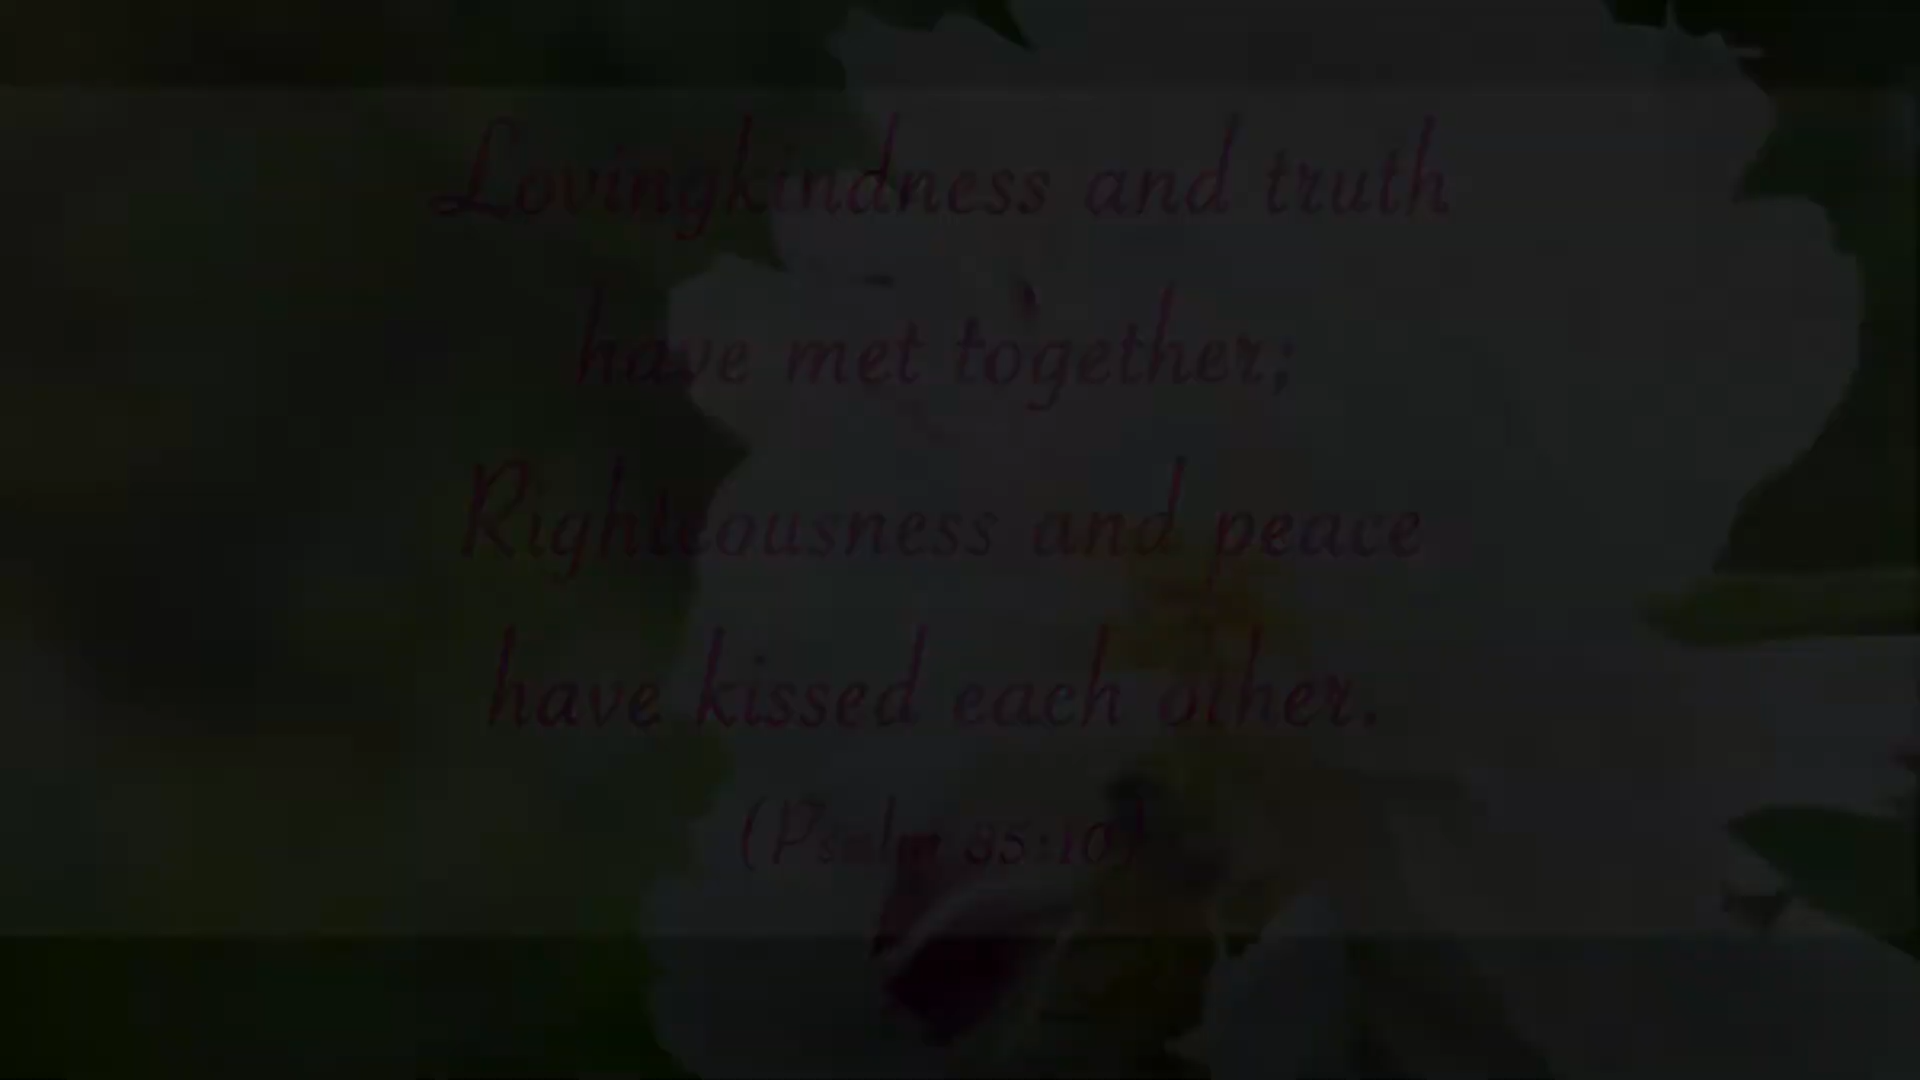 Lovingkindness and truth
have met together;
Righteousness and peace
have kissed each other.
(Psalm 85:10)